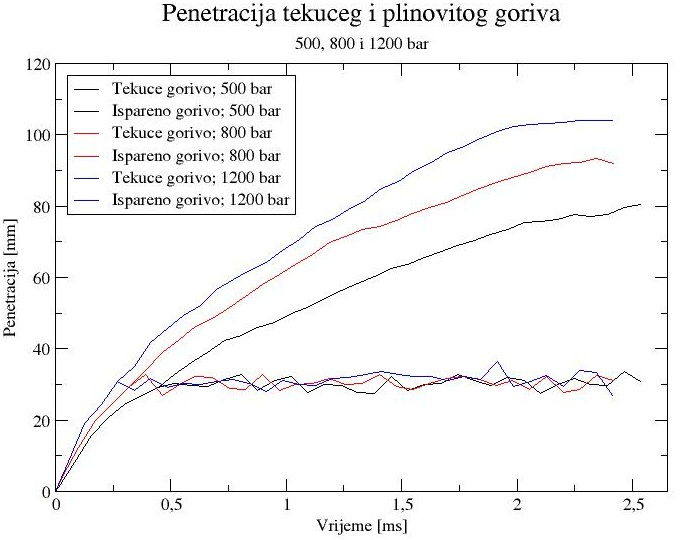 Penetracija tekuceg i plinovitog goriva
500, 800 i 1200 bar
120
100
80
60
40
20
0
Penetracija [mm]
Tekuce gorivo; 500 bar
Ispareno gorivo; 500 bar
Tekuce gorivo; 800 bar
Ispareno gorivo; 800 bar
Tekuce gorivo; 1200 bar
Ispareno gorivo; 1200 bar
0
0,5
1
1,5
2
2,5
Vrijeme [ms]